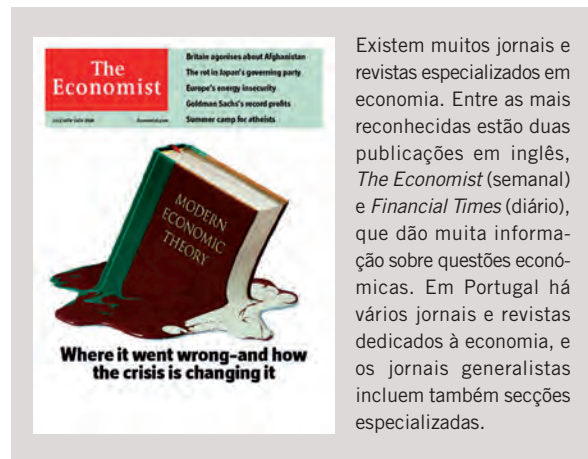 The
Economist
Britain agonises about Afghanistan
The rot in Japan's governing party
Europe's energy insecurity
Goldman Sachs's record profits
Summer camp for atheists
Economist.com
MODERN
ECONOMIC
THEORY
Where it went wrong–and how
the crisis is changing it
Existem muitos jornais e
revistas especializados em
economia. Entre as mais
reconhecidas estão duas
publicações em inglês,
The Economist (semanal)
e Financial Times (diário),
que dão muita informa-
ção sobre questões econó-
micas. Em Portugal há
vários jornais e revistas
dedicados à economia, e
os jornais generalistas
incluem também secções
especializadas.